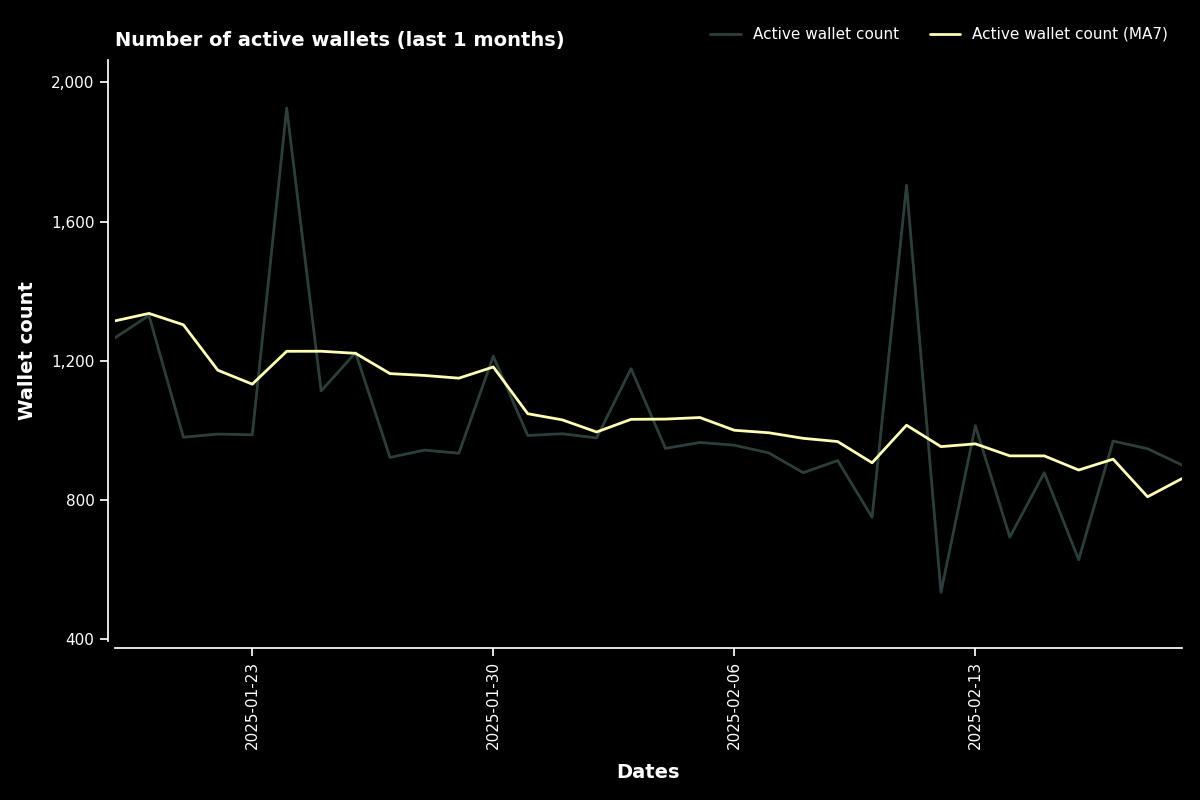 Number of active wallets (last 1 months)
Active wallet count
Active wallet count (MA7)
Wallet count
2,000
1,600
1,200
800
400
2025-01-23
2025-01-30
2025-02-06
2025-02-13
Dates